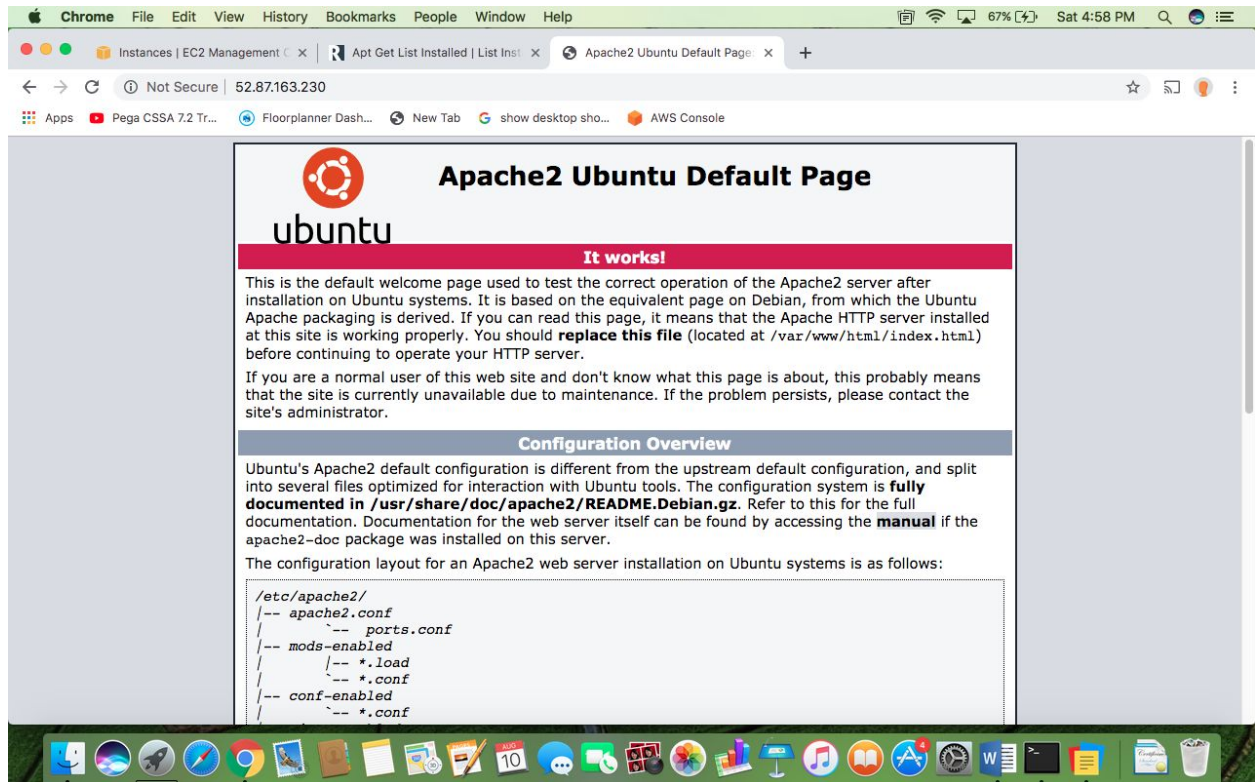 Chrome File Edit View History Bookmarks People Window Help 67% Sat 4:58 PM
Instances | EC2 Management C Apt Get List Installed | List Inst Apache2 Ubuntu Default Page:
Not Secure 52.87.163.230
Apps Pega CSSA 7.2 Tr... Floorplanner Dash... New Tab show desktop sho... AWS Console
ubuntu
Apache2 Ubuntu Default Page
It works!
This is the default welcome page used to test the correct operation of the Apache2 server after
installation on Ubuntu systems. It is based on the equivalent page on Debian, from which the Ubuntu
Apache packaging is derived. If you can read this page, it means that the Apache HTTP server installed
at this site is working properly. You should replace this file (located at /var/www/html/index.html)
before continuing to operate your HTTP server.
If you are a normal user of this web site and don't know what this page is about, this probably means
that the site is currently unavailable due to maintenance. If the problem persists, please contact the
site's administrator.
Configuration Overview
Ubuntu's Apache2 default configuration is different from the upstream default configuration, and split
into several files optimized for interaction with Ubuntu tools. The configuration system is fully
documented in /usr/share/doc/apache2/README.Debian.gz. Refer to this for the full
documentation. Documentation for the web server itself can be found by accessing the manual if the
apache2-doc package was installed on this server.
The configuration layout for an Apache2 web server installation on Ubuntu systems is as follows:
/etc/apache2/
|-- apache2.conf
|       `--  ports.conf
|-- mods-enabled
|       |-- *.load
|       `-- *.conf
|-- conf-enabled
|       `-- *.conf
AUG
10
4